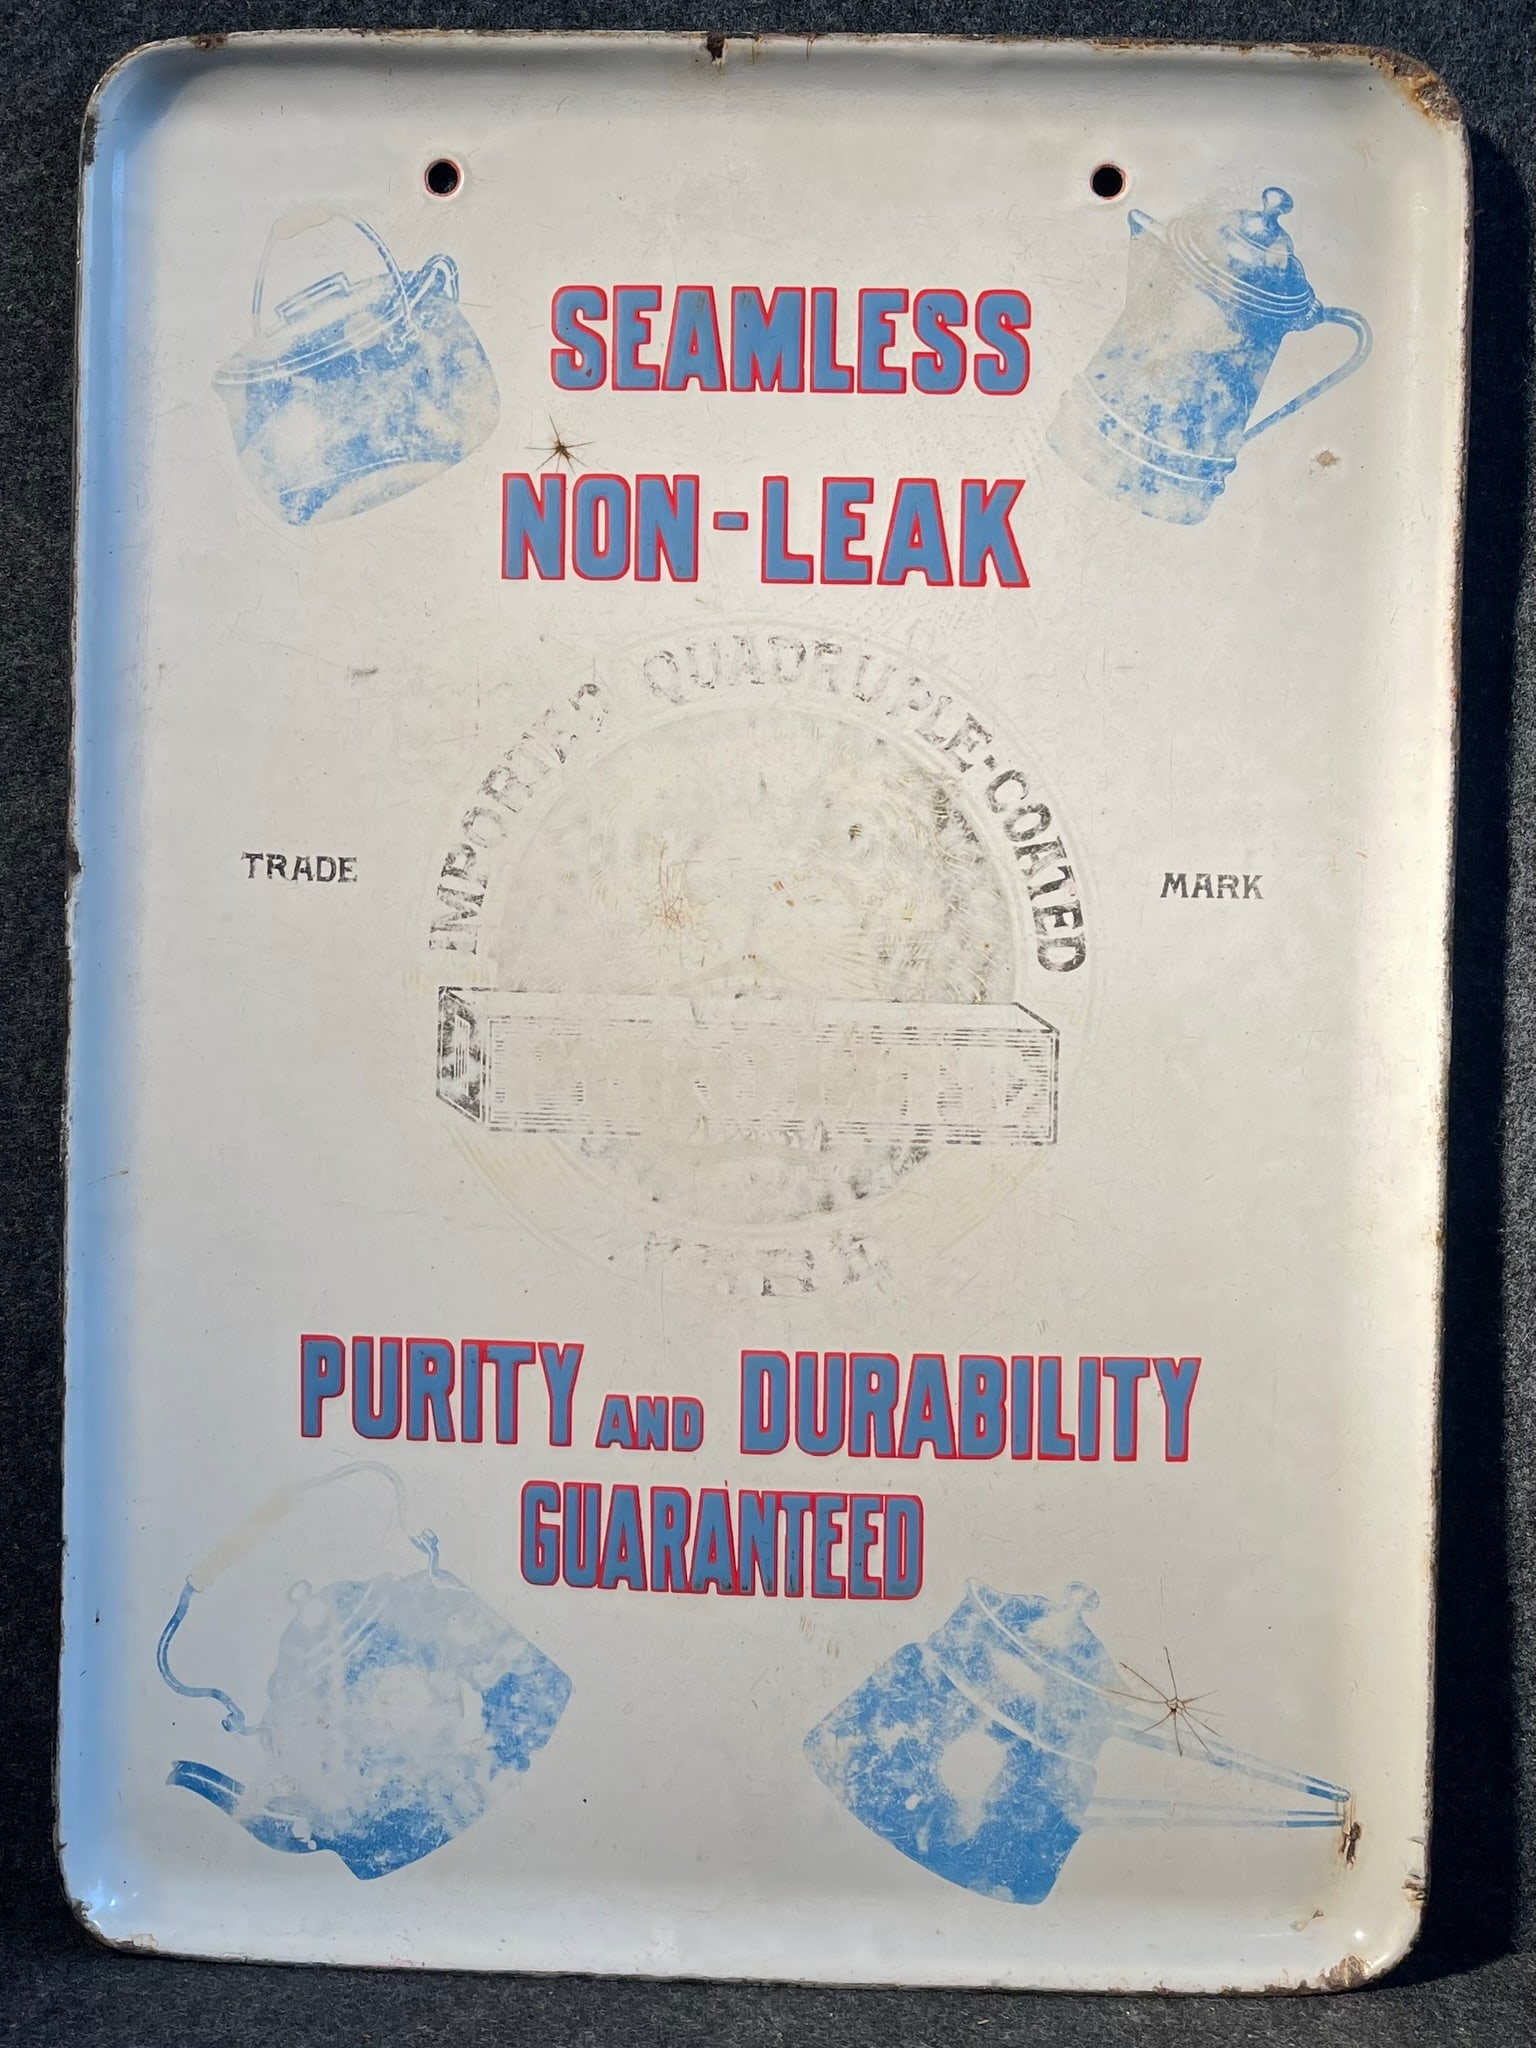 SEAMLESS
NON-LEAK
IMPORTED QUADRUPLE-COATED
TRADE MARK
PURITY AND DURABILITY
GUARANTEED